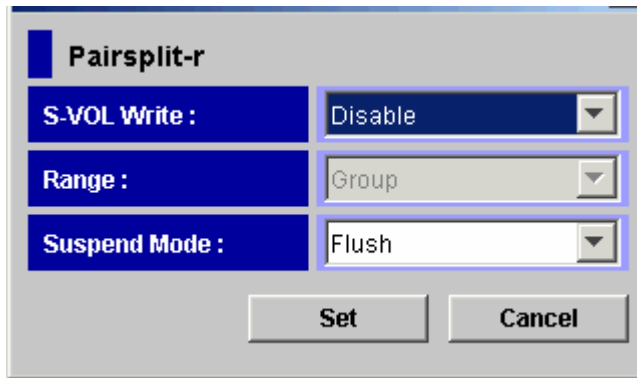 Pairsplit-r
S-VOL Write : Disable
Range : Group
Suspend Mode : Flush
Set Cancel